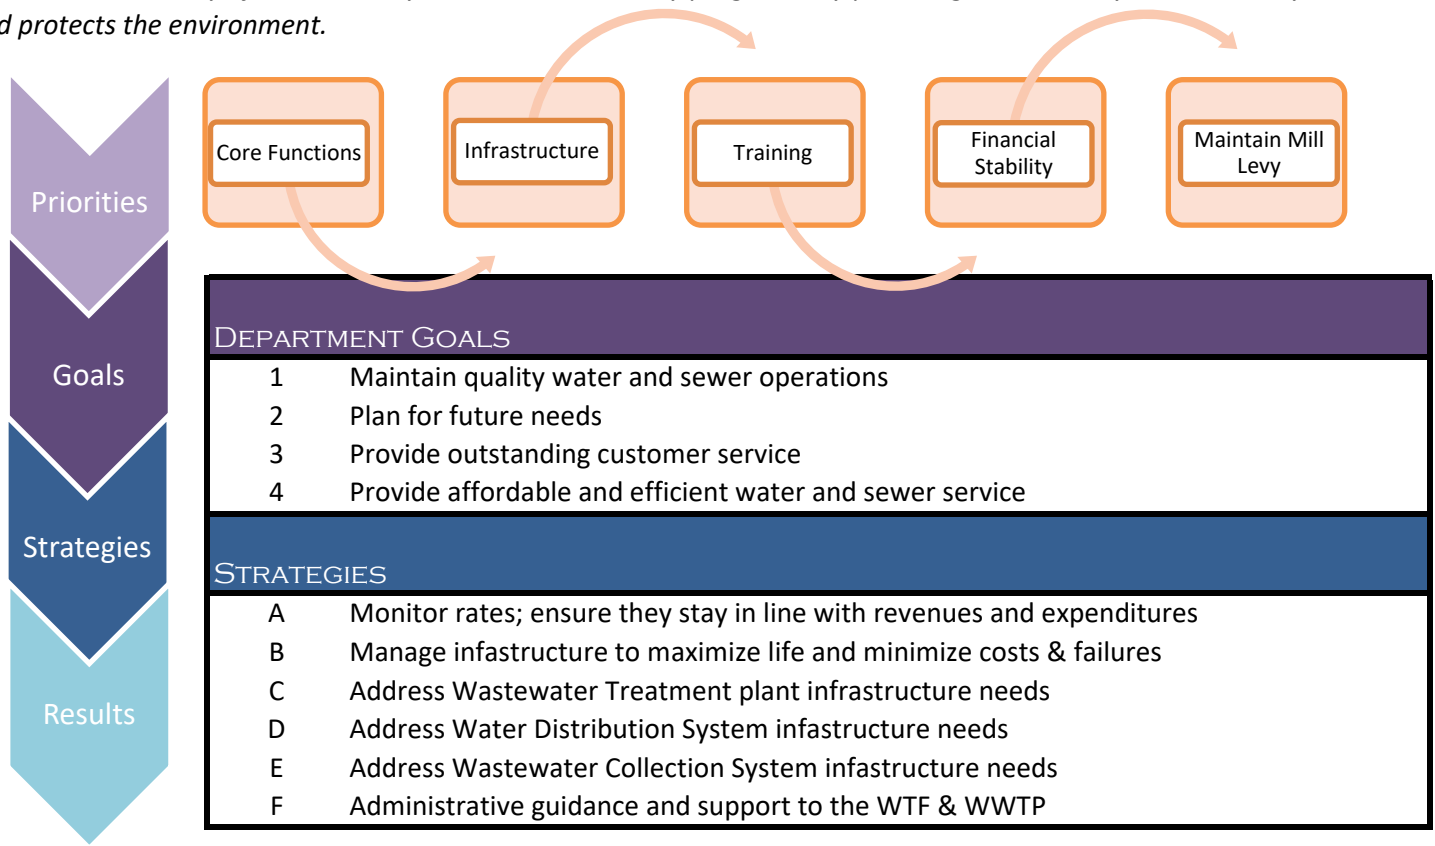 protects the environment.
Core Functions
Infrastructure
Training
Financial
Stability
Maintain Mill
Levy
Priorities
Goals
Strategies
Results
DEPARTMENT GOALS
1 Maintain quality water and sewer operations
2 Plan for future needs
3 Provide outstanding customer service
4 Provide affordable and efficient water and sewer service
STRATEGIES
A Monitor rates; ensure they stay in line with revenues and expenditures
B Manage infastructure to maximize life and minimize costs & failures
C Address Wastewater Treatment plant infrastructure needs
D Address Water Distribution System infastructure needs
E Address Wastewater Collection System infastructure needs
F Administrative guidance and support to the WTF & WWTP